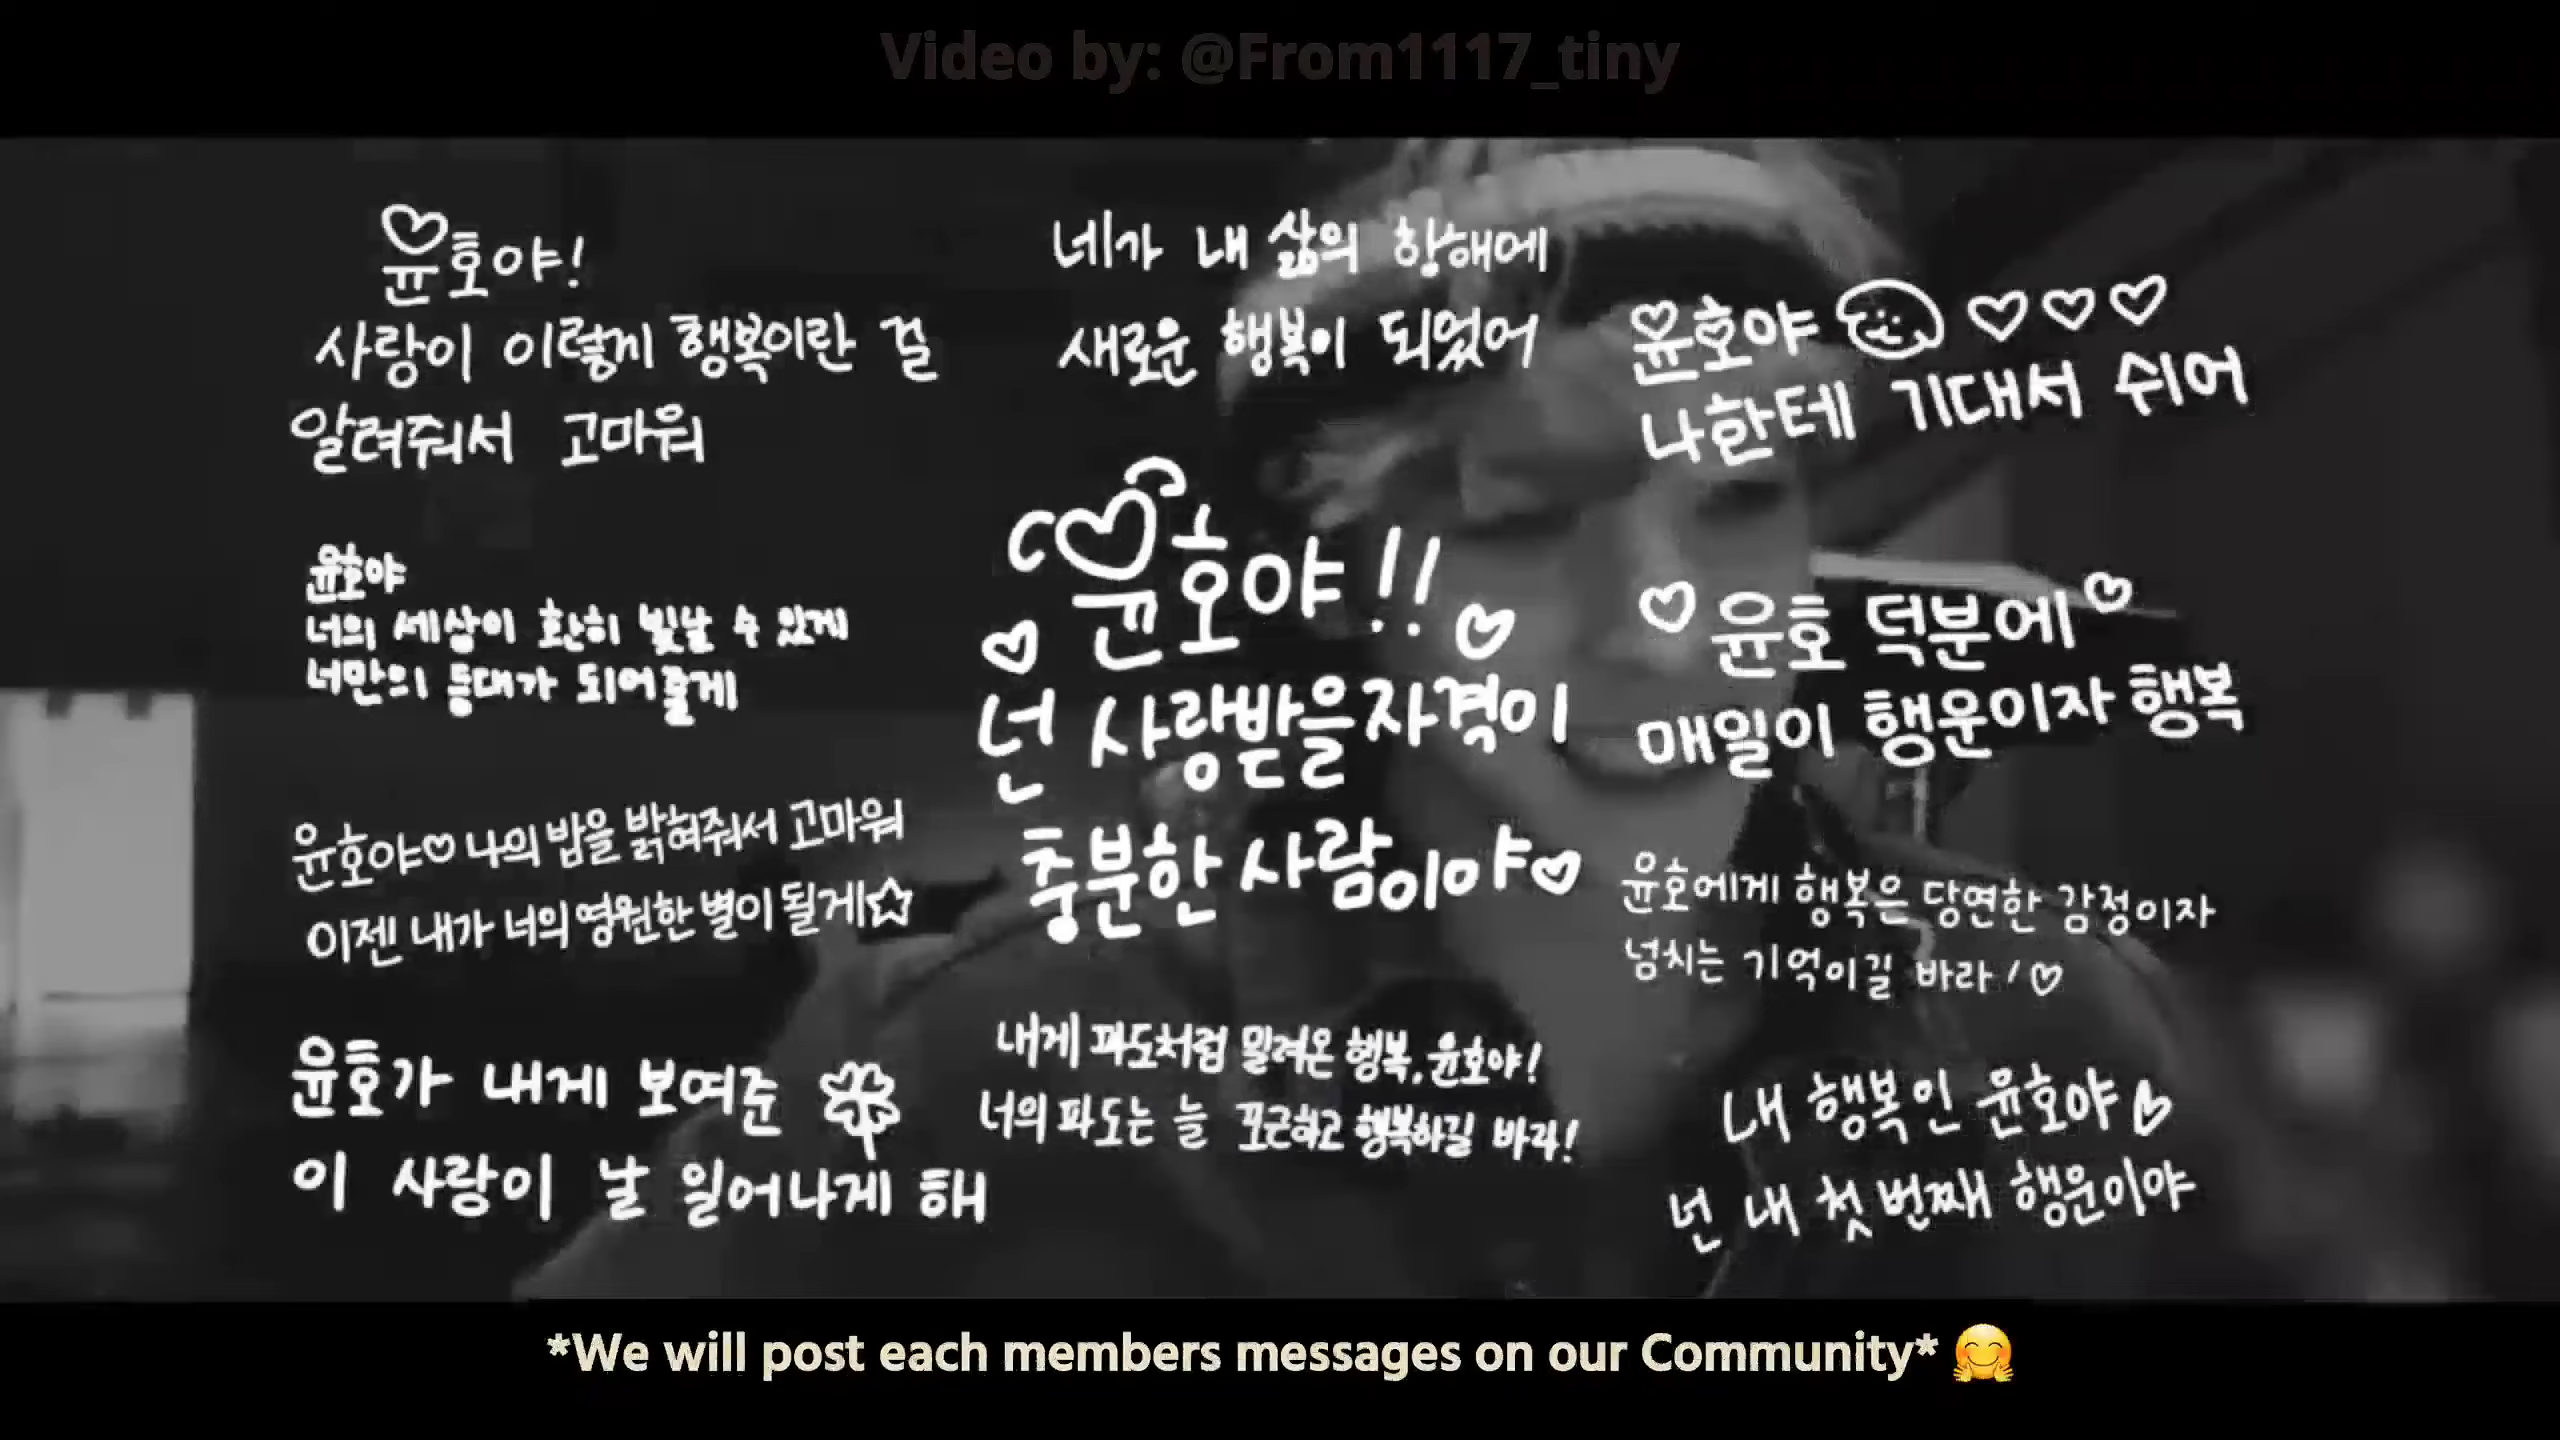 Video by: @From1117_tiny
윤호야!
사랑이 이렇게 행복이란 걸
알려줘서 고마워
윤호야
너의 세상이 환히 빛날 수 있게
너만의 등대가 되어줄게
윤호야♡ 나의 밤을 밝혀줘서 고마워
이젠 내가 너의 영원한 별이 될게☆
윤호가 내게 보여준 🍀
이 사랑이 날 일어나게 해
네가 내 삶의 항해에
새로운 행복이 되었어
윤호야!!
넌 사랑받을자격이
충분한 사람이야♡
내게 파도처럼 밀려온 행복, 윤호야!
너의 파도는 늘 포근하고 행복하길 바라!
윤호야 ♡♡♡
나한테 기대서 쉬어
♡ 윤호 덕분에 ♡
매일이 행운이자 행복
윤호에게 행복은 당연한 감정이자
넘치는 기억이길 바라!♡
내 행복인 윤호야♡
넌 내 첫번째 행운이야
*We will post each members messages on our Community* 🤗